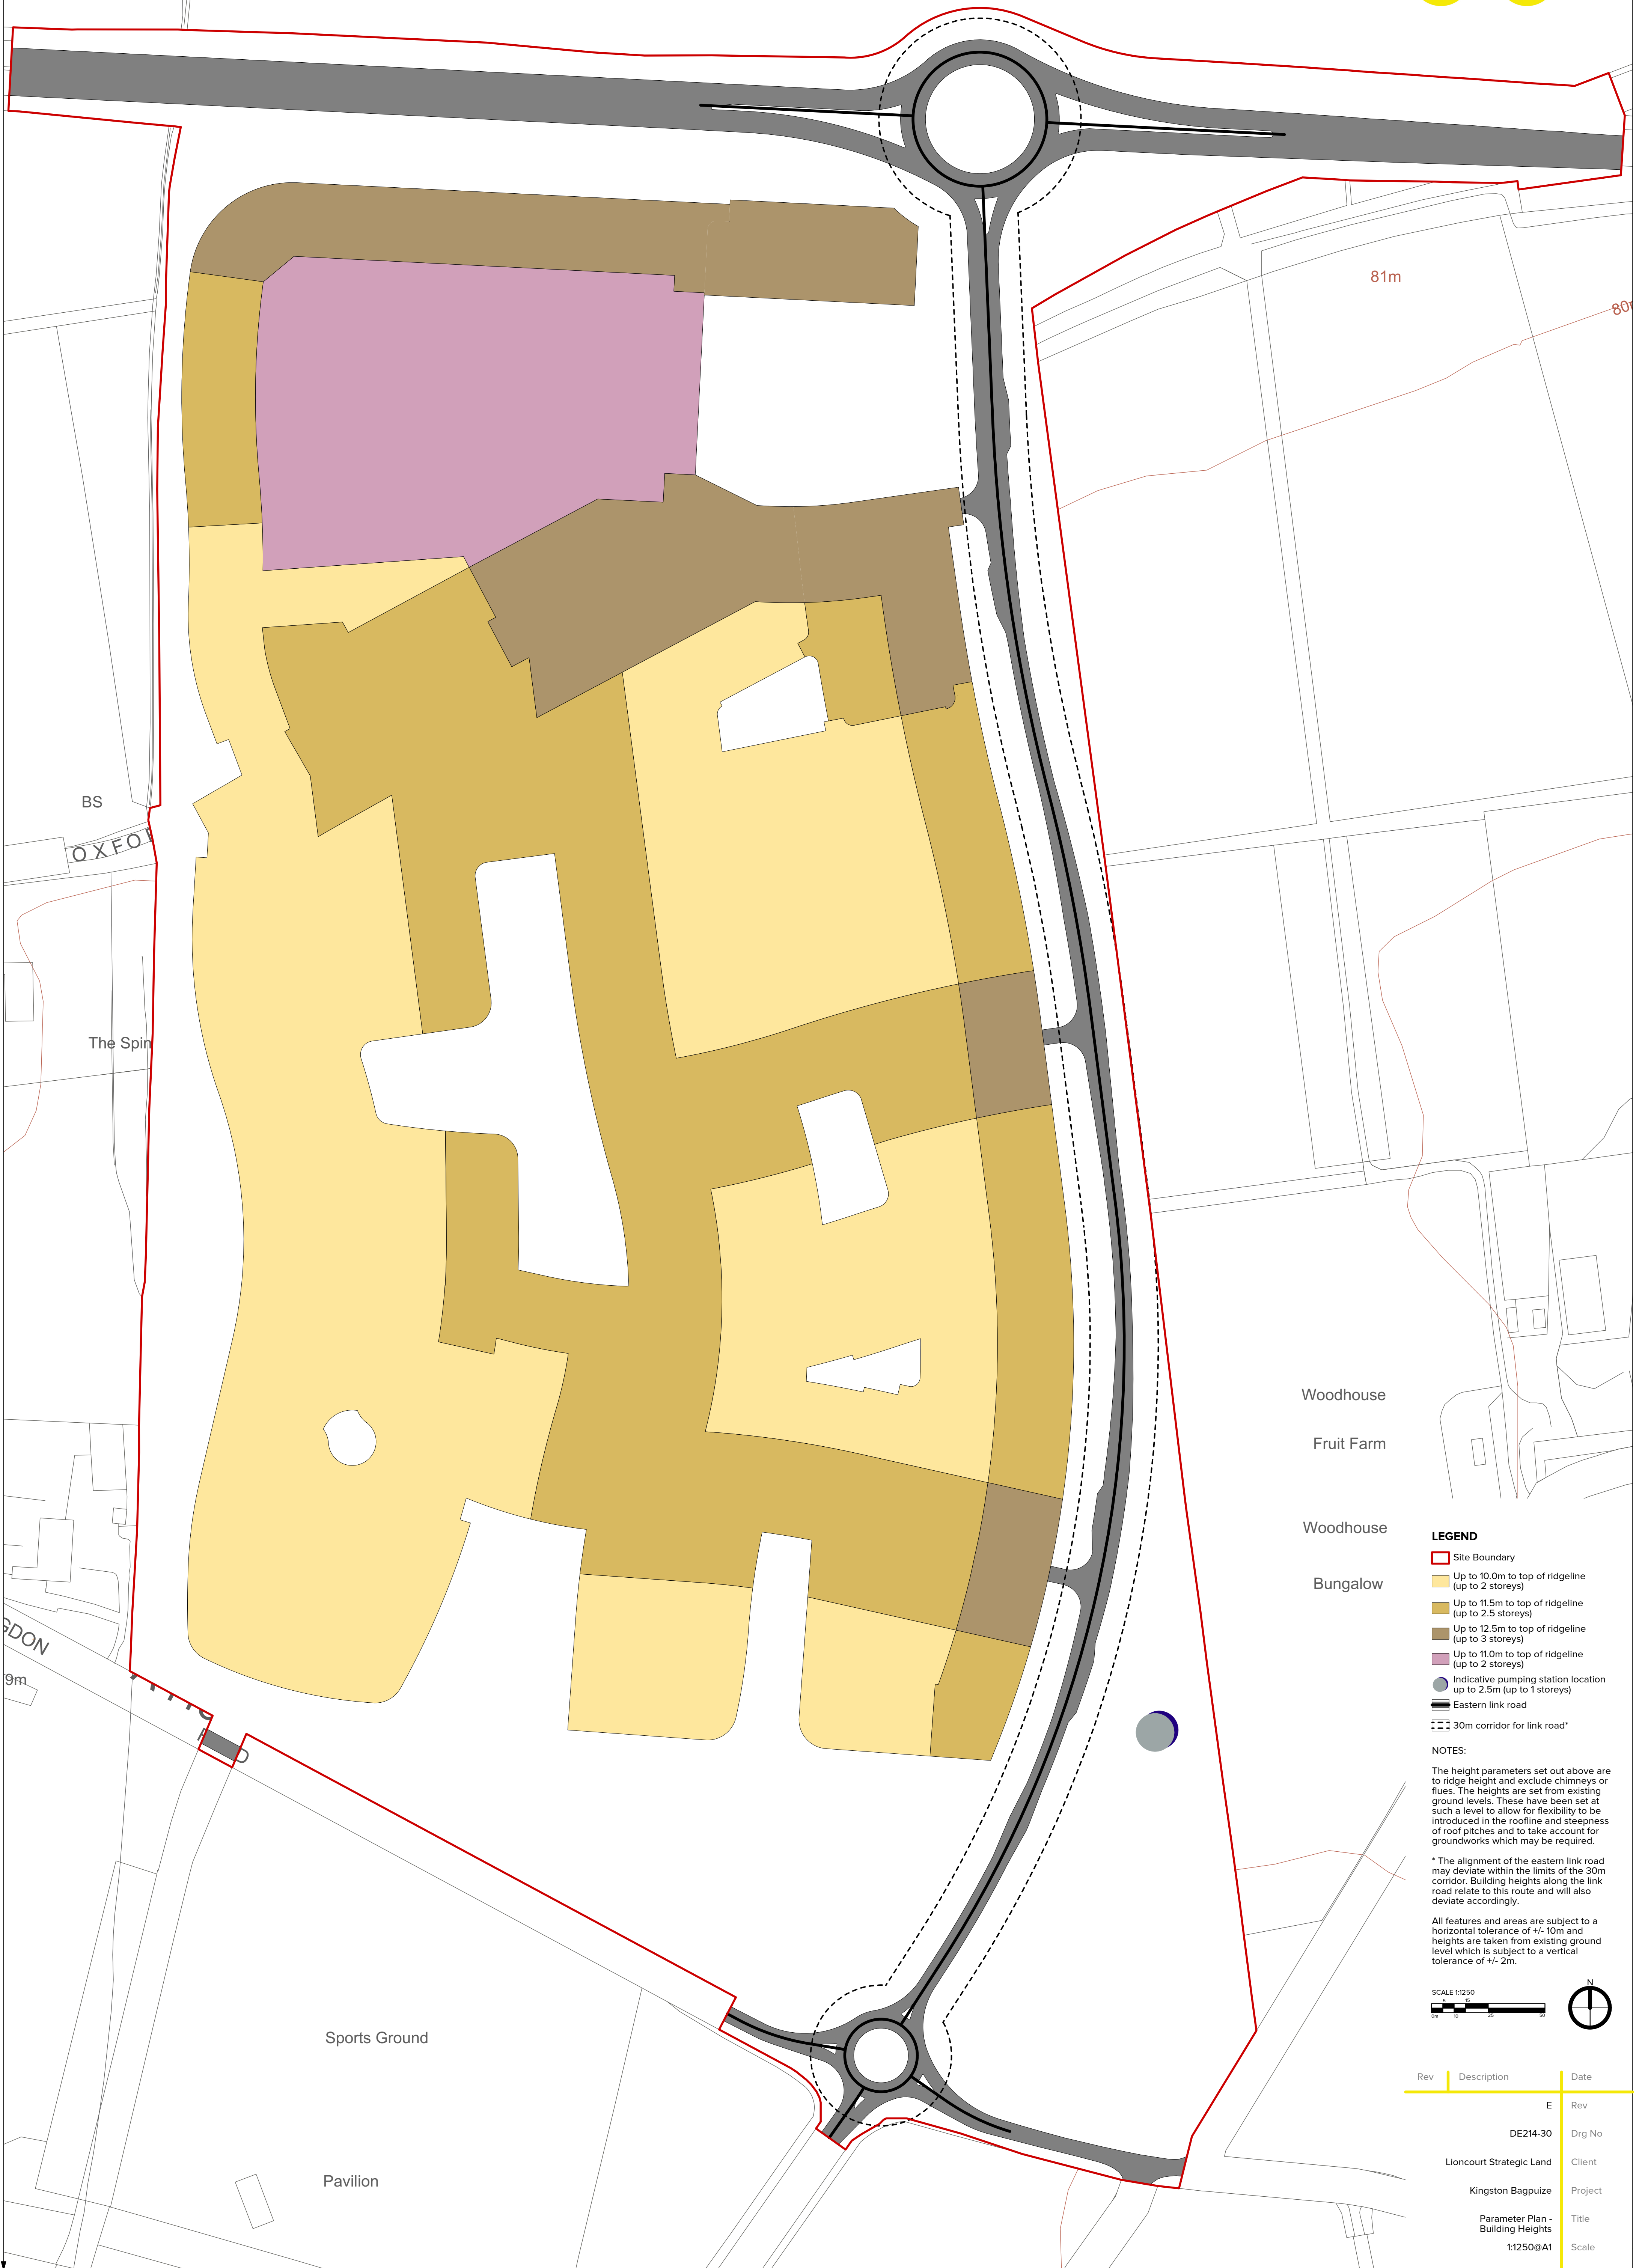 81m
BS
The Spin
Woodhouse
Fruit Farm
Woodhouse
Bungalow
Sports Ground
Pavilion
LEGEND
Site Boundary
Up to 10.0m to top of ridgeline
(up to 2 storeys)
Up to 11.5m to top of ridgeline
(up to 2.5 storeys)
Up to 12.5m to top of ridgeline
(up to 3 storeys)
Up to 11.0m to top of ridgeline
(up to 2 storeys)
Indicative pumping station location
up to 2.5m (up to 1 storeys)
Eastern link road
30m corridor for link road*
NOTES:
The height parameters set out above are
to ridge height and exclude chimneys or
flues. The heights are set from existing
ground levels. These have been set at
such a level to allow for flexibility to be
introduced in the roofline and steepness
of roof pitches and to take account for
groundworks which may be required.
* The alignment of the eastern link road
may deviate within the limits of the 30m
corridor. Building heights along the link
road relate to this route and will also
deviate accordingly.
All features and areas are subject to a
horizontal tolerance of +/- 10m and
heights are taken from existing ground
level which is subject to a vertical
tolerance of +/- 2m.
N
SCALE 1:1250
5 15
0m 10 25 50
Rev Description Date
E Rev
DE214-30 Drg No
Lioncourt Strategic Land Client
Kingston Bagpuize Project
Parameter Plan - Title
Building Heights
1:1250@A1 Scale